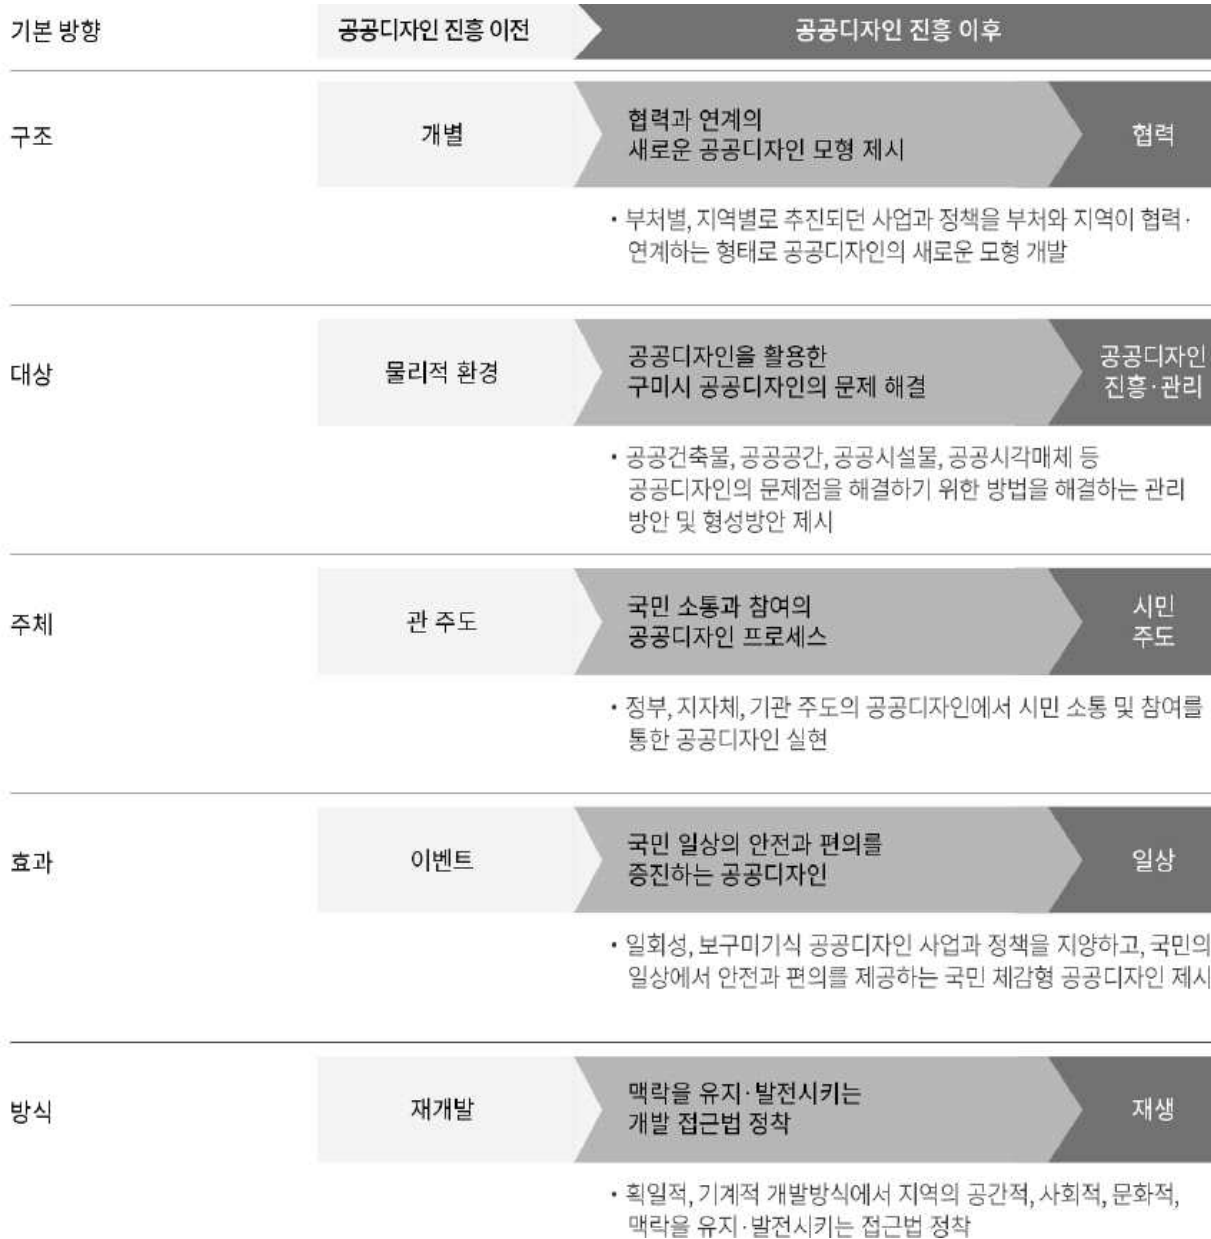 기본 방향
공공디자인 진흥 이전
공공디자인 진흥 이후
구조
개별
협력과 연계의
새로운 공공디자인 모형 제시
협력
• 부처별, 지역별로 추진되던 사업과 정책을 부처와 지역이 협력·
연계하는 형태로 공공디자인의 새로운 모형 개발
대상
물리적 환경
공공디자인을 활용한
구미시 공공디자인의 문제 해결
공공디자인
진흥·관리
• 공공건축물, 공공공간, 공공시설물, 공공시각매체 등
공공디자인의 문제점을 해결하기 위한 방법을 해결하는 관리
방안 및 형성방안 제시
주체
관 주도
국민 소통과 참여의
공공디자인 프로세스
시민
주도
• 정부, 지자체, 기관 주도의 공공디자인에서 시민 소통 및 참여를
통한 공공디자인 실현
효과
이벤트
국민 일상의 안전과 편의를
증진하는 공공디자인
일상
• 일회성, 보구미기식 공공디자인 사업과 정책을 지양하고, 국민의
일상에서 안전과 편의를 제공하는 국민 체감형 공공디자인 제시
방식
재개발
맥락을 유지·발전시키는
개발 접근법 정착
재생
• 획일적, 기계적 개발방식에서 지역의 공간적, 사회적, 문화적,
맥락을 유지·발전시키는 접근법 정착